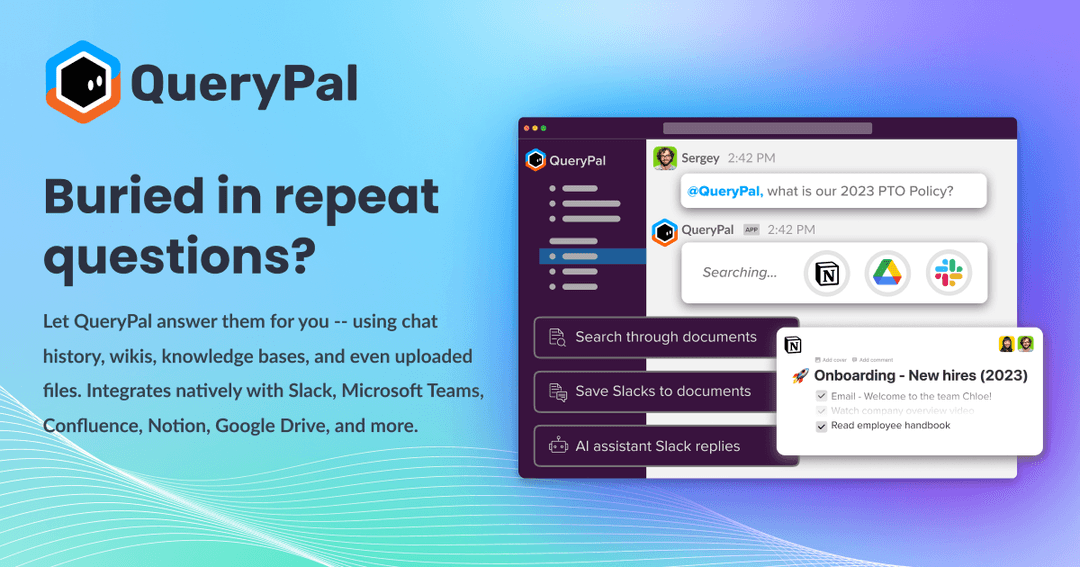 QueryPal
Buried in repeat
questions?
Let QueryPal answer them for you -- using chat
history, wikis, knowledge bases, and even uploaded
files. Integrates natively with Slack, Microsoft Teams,
Confluence, Notion, Google Drive, and more.
QueryPal
Sergey 2:42 PM
@QueryPal, what is our 2023 PTO Policy?
QueryPal APP 2:42 PM
Searching...
Search through documents
Save Slacks to documents
AI assistant Slack replies
Add cover Add comment
🚀 Onboarding - New hires (2023)
Email - Welcome to the team Chloe!
Watch company overview video
Read employee handbook